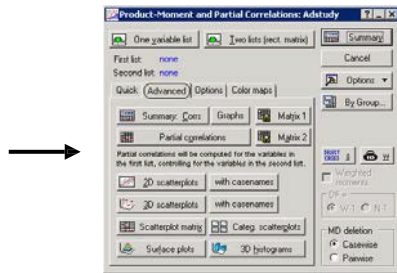 Product-Moment and Partial Correlations: Adstudy
One variable list
Two lists (rect. matrix)
Summary
First list: none
Second list: none
Cancel
Options
By Group...
Quick
Advanced
Options
Color maps
Summary: Corrs
Graphs
Matrix 1
Partial correlations
Matrix 2
Partial correlations will be computed for the variables in
the first list, controlling for the variables in the second list.
2D scatterplots
with casenames
3D scatterplots
with casenames
Scatterplot matrix
Categ. scatterplots
Surface plots
3D histograms
SELECT CASES
S
W
Weighted
moments
DF =
W-1
N-1
MD deletion
Casewise
Pairwise